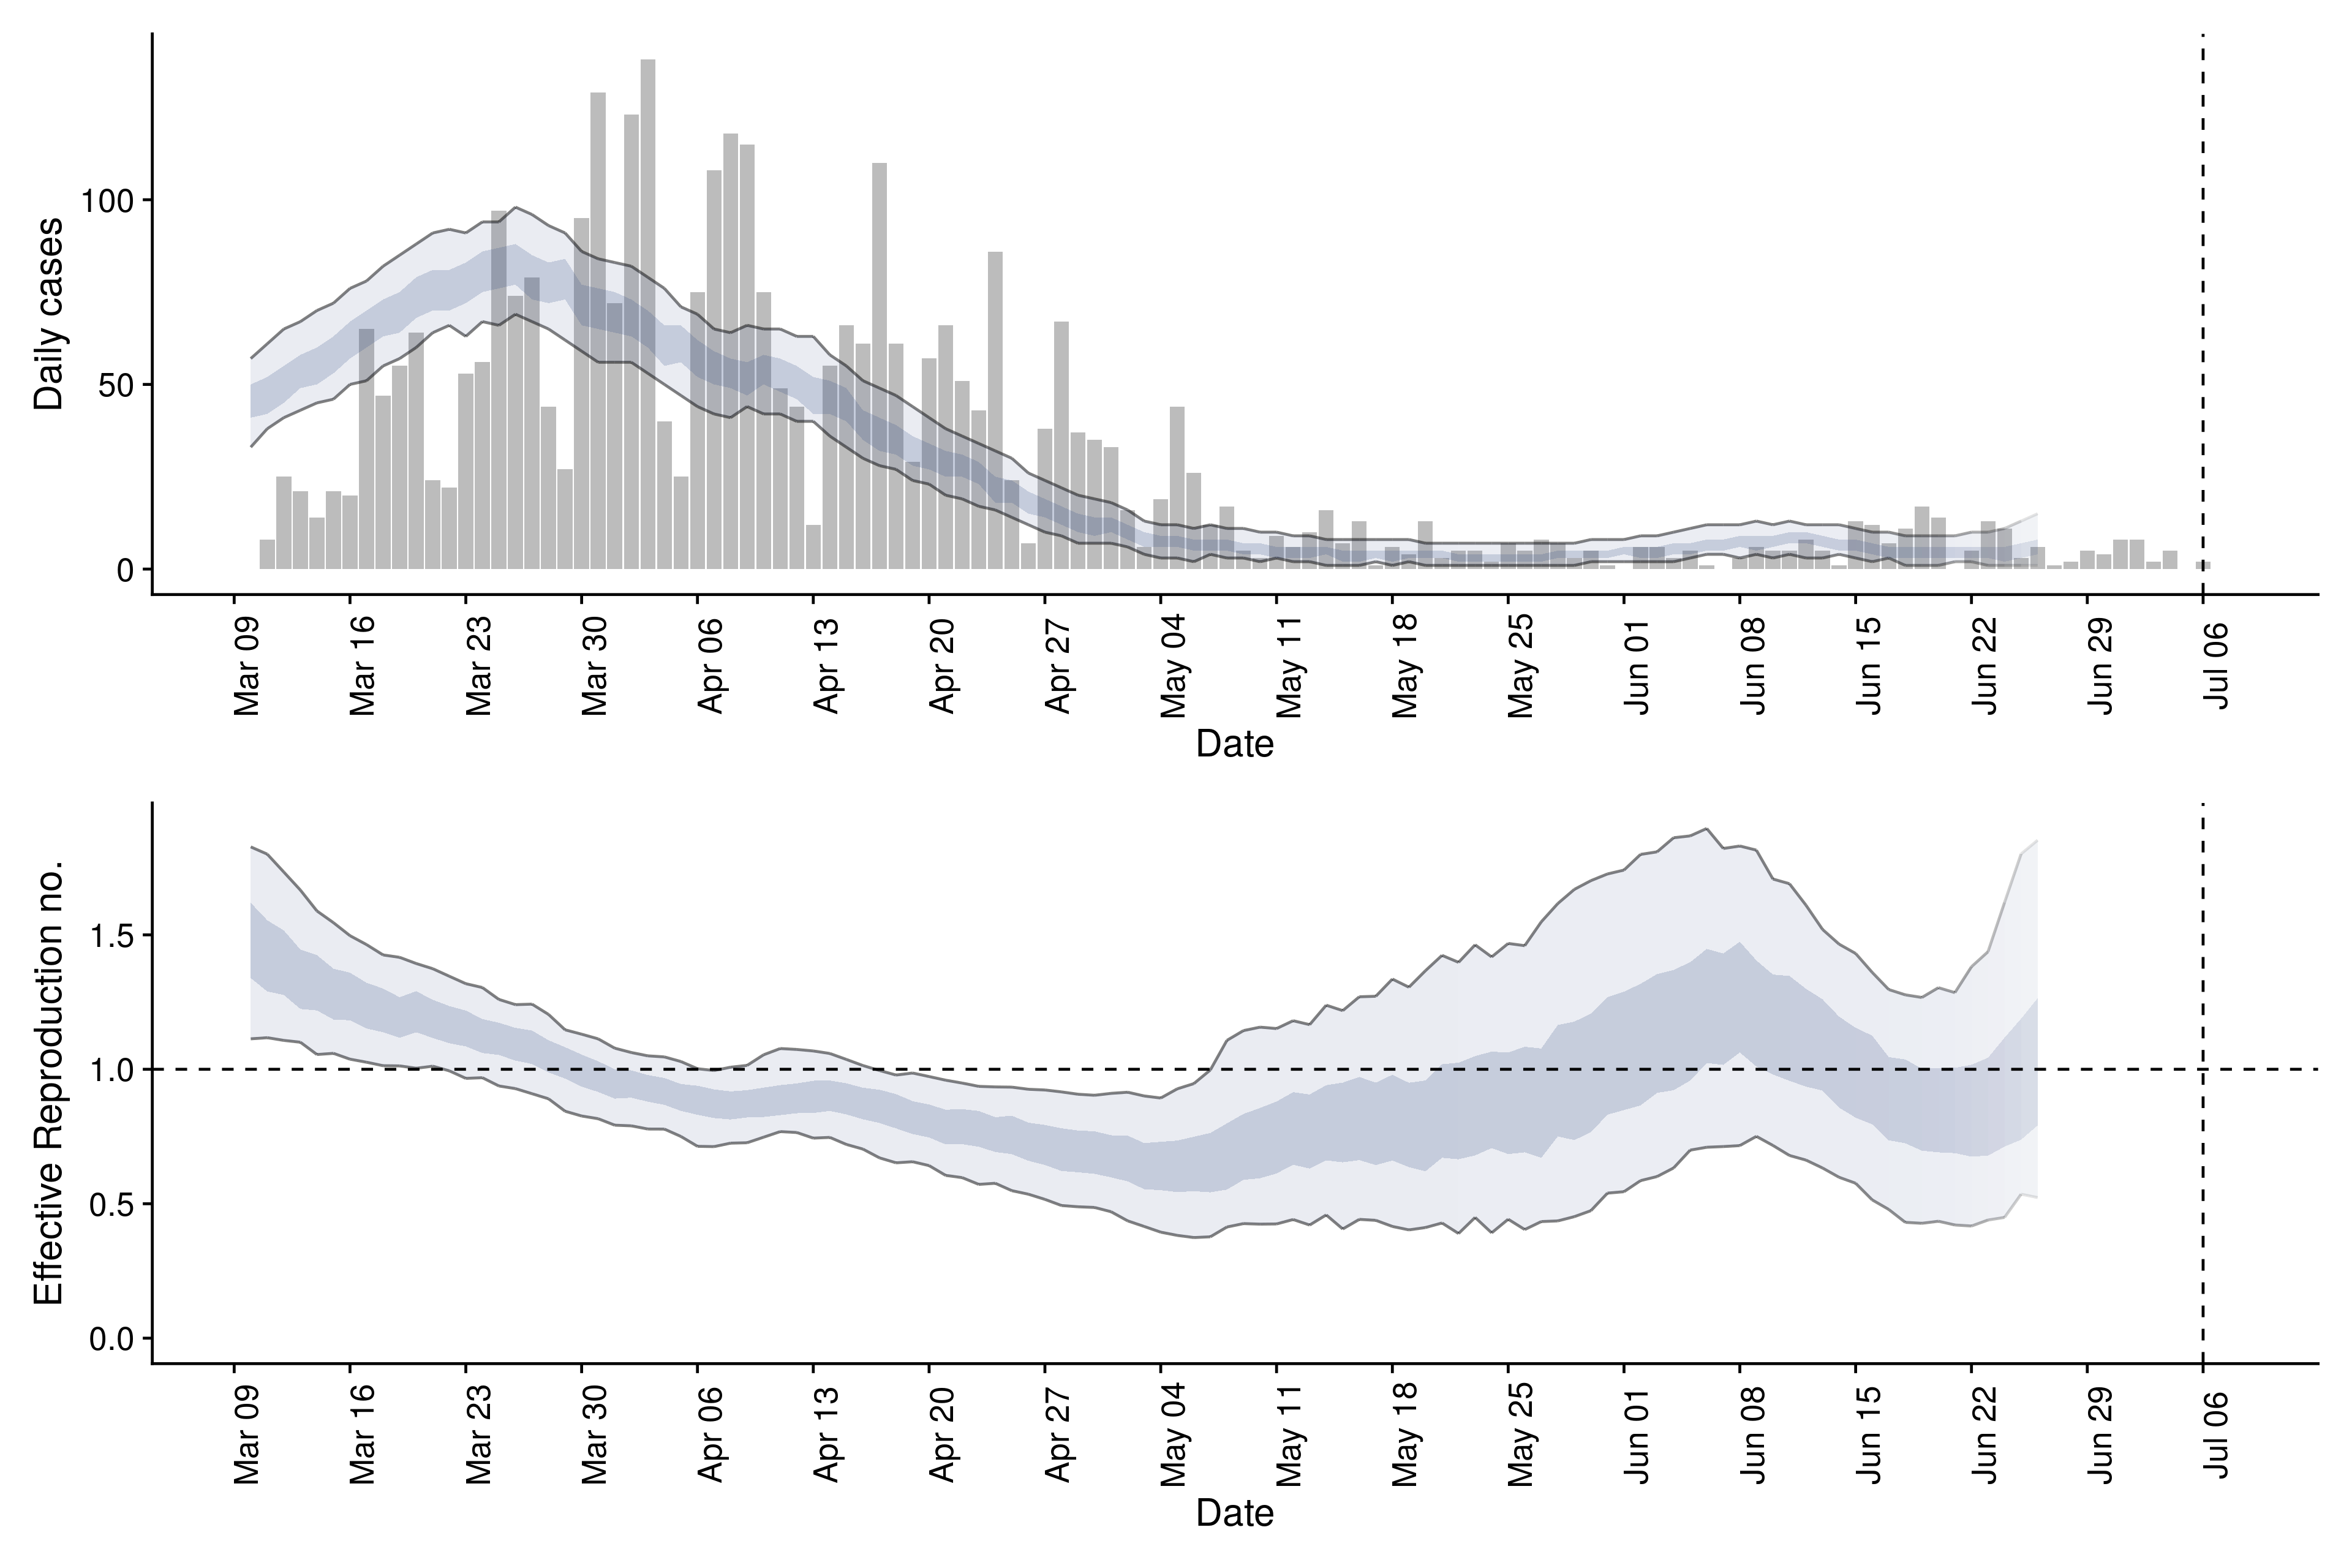 Daily cases
100
50
0
Mar 09
Mar 16
Mar 23
Mar 30
Apr 06
Apr 13
Apr 20
Apr 27
May 04
May 11
May 18
May 25
Jun 01
Jun 08
Jun 15
Jun 22
Jun 29
Jul 06
Date
Effective Reproduction no.
1.5
1.0
0.5
0.0
Mar 09
Mar 16
Mar 23
Mar 30
Apr 06
Apr 13
Apr 20
Apr 27
May 04
May 11
May 18
May 25
Jun 01
Jun 08
Jun 15
Jun 22
Jun 29
Jul 06
Date